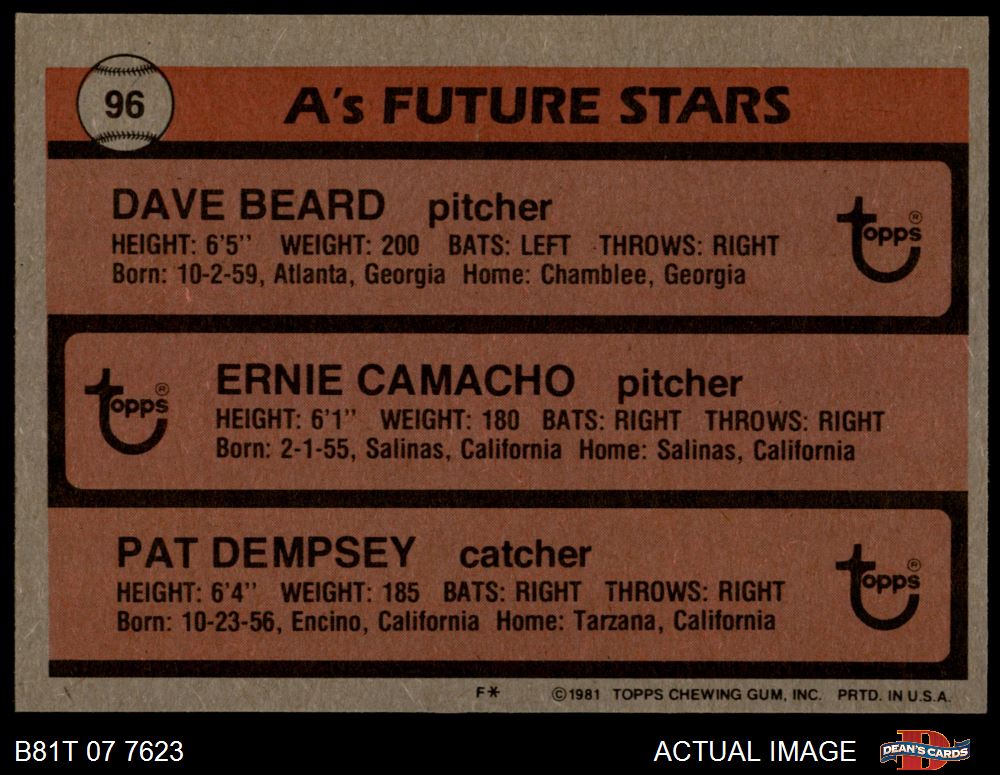 96
A's FUTURE STARS
DAVE BEARD pitcher
HEIGHT: 6'5" WEIGHT: 200 BATS: LEFT THROWS: RIGHT
Born: 10-2-59, Atlanta, Georgia Home: Chamblee, Georgia
Topps ®
ERNIE CAMACHO pitcher
HEIGHT: 6'1" WEIGHT: 180 BATS: RIGHT THROWS: RIGHT
Born: 2-1-55, Salinas, California Home: Salinas, California
Topps ®
PAT DEMPSEY catcher
HEIGHT: 6'4" WEIGHT: 185 BATS: RIGHT THROWS: RIGHT
Born: 10-23-56, Encino, California Home: Tarzana, California
Topps ®
F* ©1981 TOPPS CHEWING GUM, INC. PRTD. IN U.S.A.
B81T 07 7623 ACTUAL IMAGE
D DEAN'S CARDS